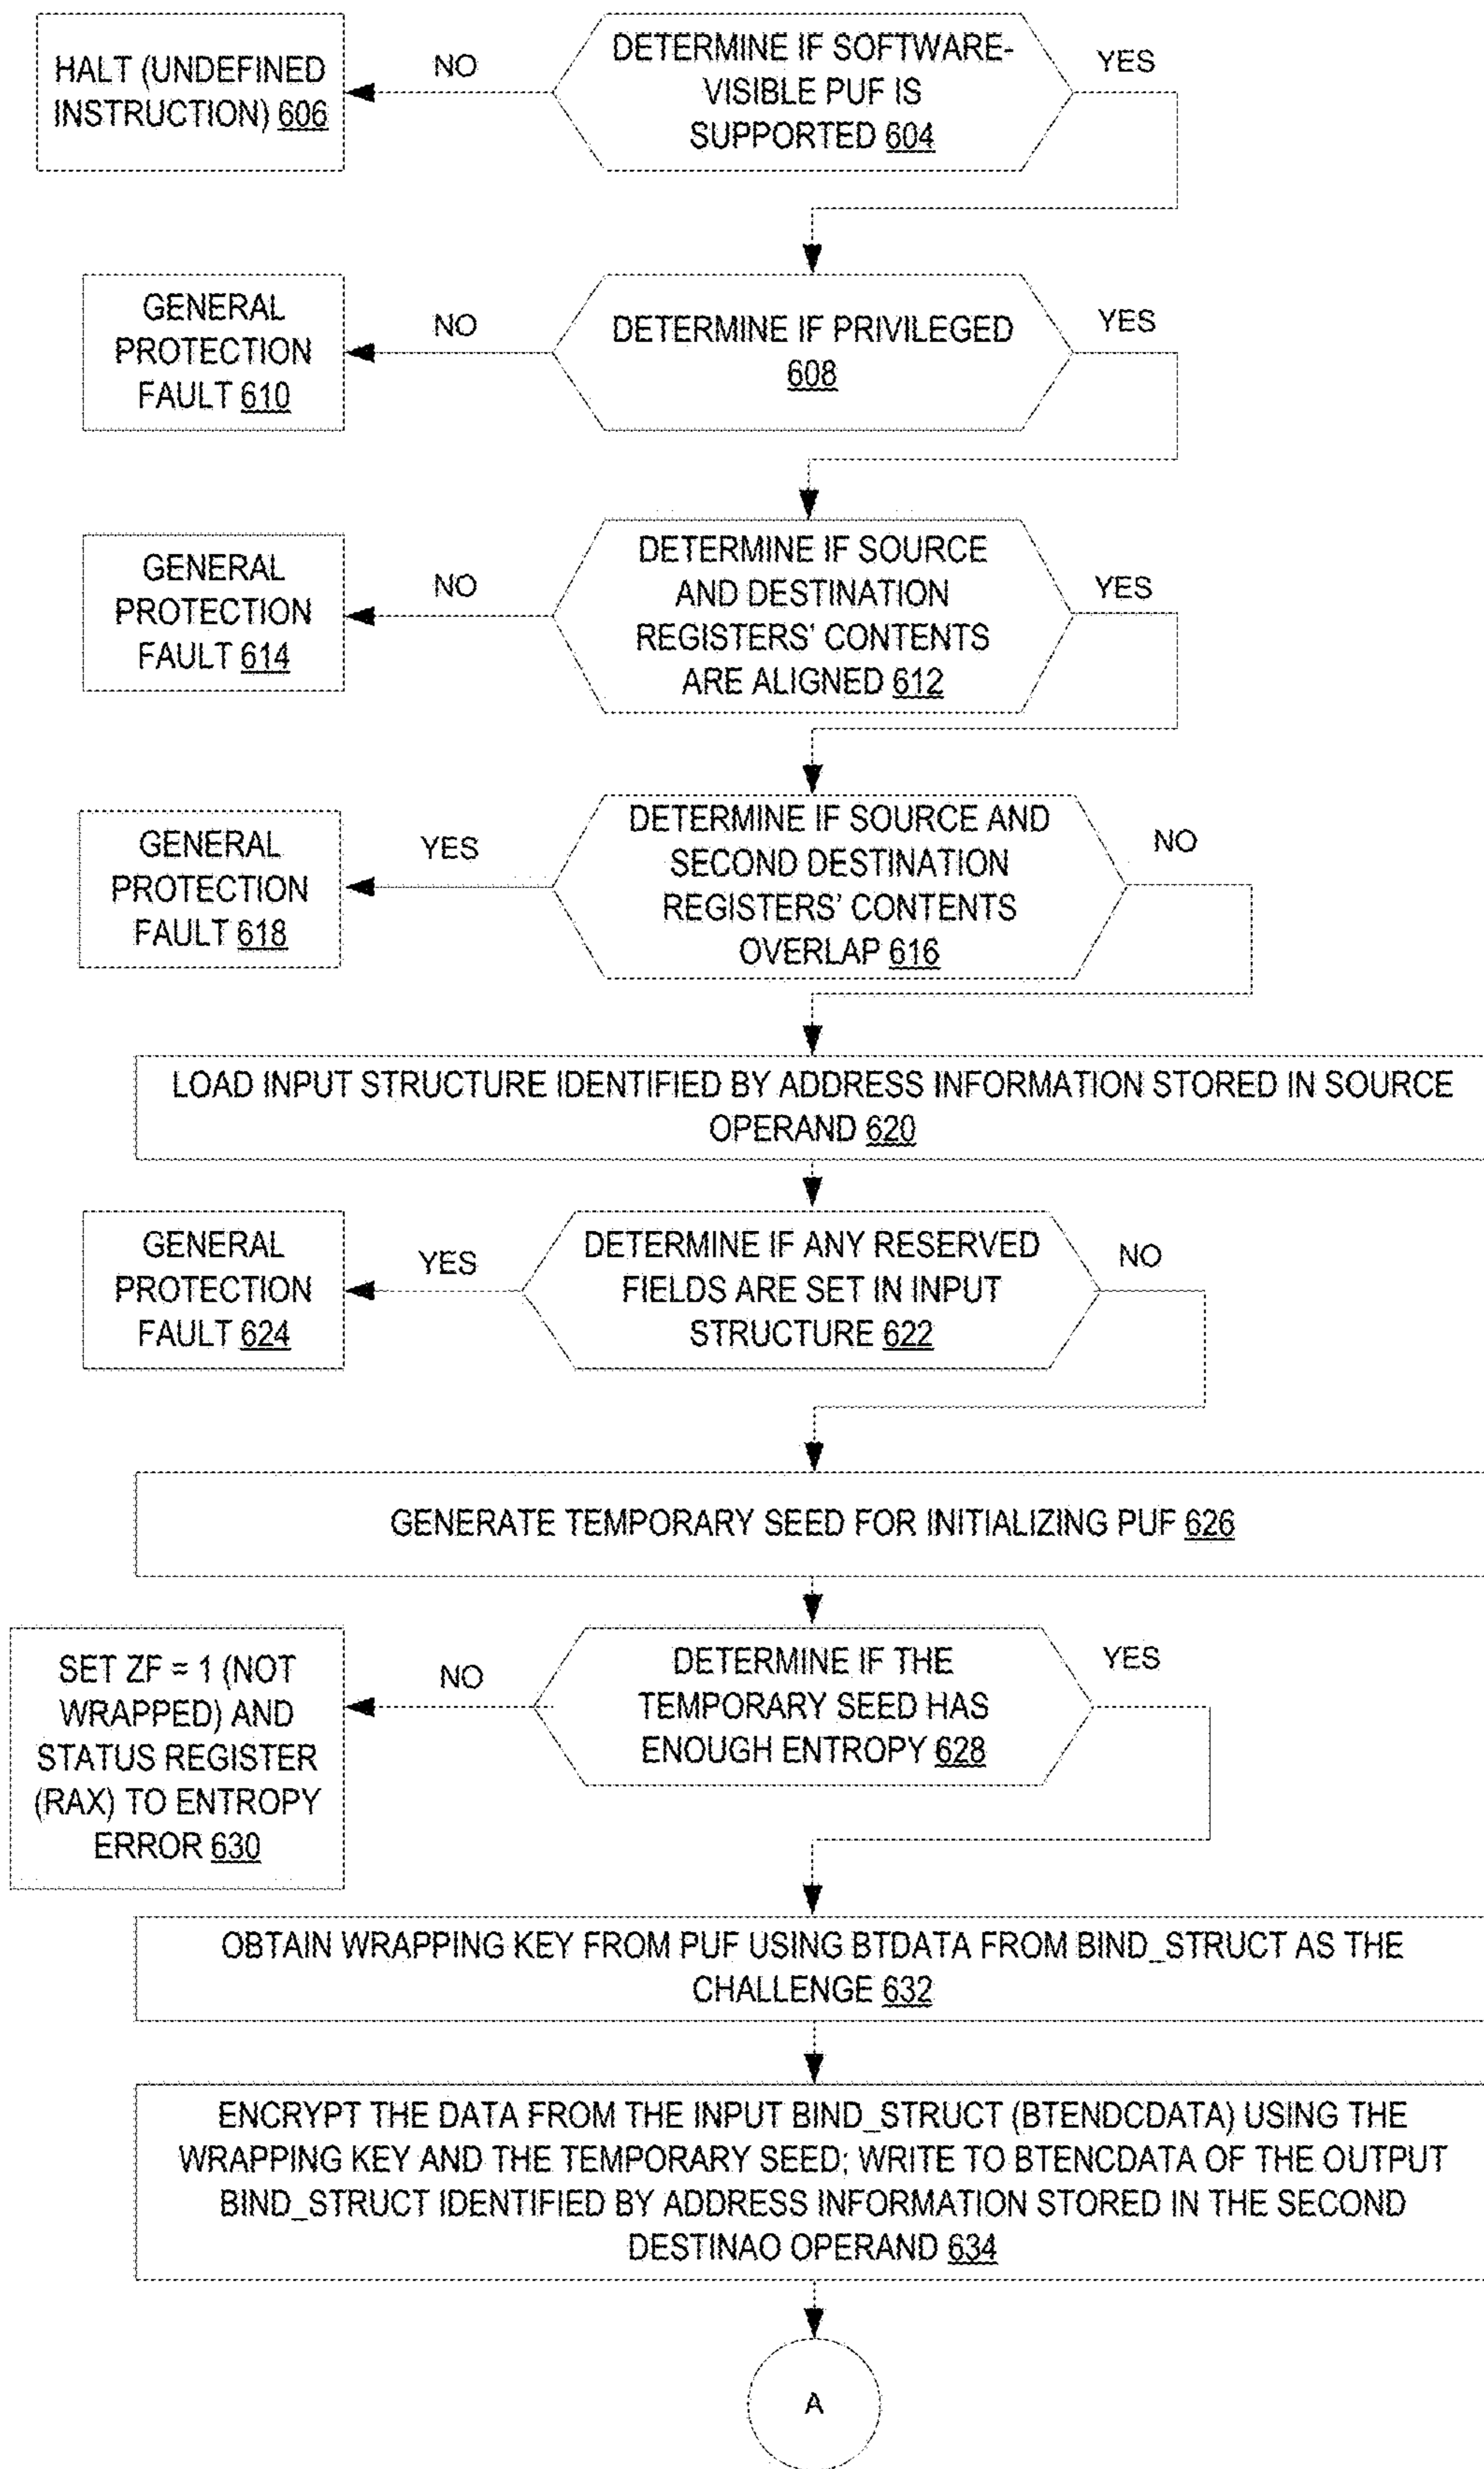 DETERMINE IF SOFTWARE-
VISIBLE PUF IS
SUPPORTED 604
NO
YES
HALT (UNDEFINED
INSTRUCTION) 606
DETERMINE IF PRIVILEGED
608
NO
YES
GENERAL
PROTECTION
FAULT 610
DETERMINE IF SOURCE
AND DESTINATION
REGISTERS' CONTENTS
ARE ALIGNED 612
NO
YES
GENERAL
PROTECTION
FAULT 614
DETERMINE IF SOURCE AND
SECOND DESTINATION
REGISTERS' CONTENTS
OVERLAP 616
YES
NO
GENERAL
PROTECTION
FAULT 618
LOAD INPUT STRUCTURE IDENTIFIED BY ADDRESS INFORMATION STORED IN SOURCE
OPERAND 620
DETERMINE IF ANY RESERVED
FIELDS ARE SET IN INPUT
STRUCTURE 622
YES
NO
GENERAL
PROTECTION
FAULT 624
GENERATE TEMPORARY SEED FOR INITIALIZING PUF 626
DETERMINE IF THE
TEMPORARY SEED HAS
ENOUGH ENTROPY 628
NO
YES
SET ZF = 1 (NOT
WRAPPED) AND
STATUS REGISTER
(RAX) TO ENTROPY
ERROR 630
OBTAIN WRAPPING KEY FROM PUF USING BTDATA FROM BIND_STRUCT AS THE
CHALLENGE 632
ENCRYPT THE DATA FROM THE INPUT BIND_STRUCT (BTENDCDATA) USING THE
WRAPPING KEY AND THE TEMPORARY SEED; WRITE TO BTENCDATA OF THE OUTPUT
BIND_STRUCT IDENTIFIED BY ADDRESS INFORMATION STORED IN THE SECOND
DESTINAO OPERAND 634
A